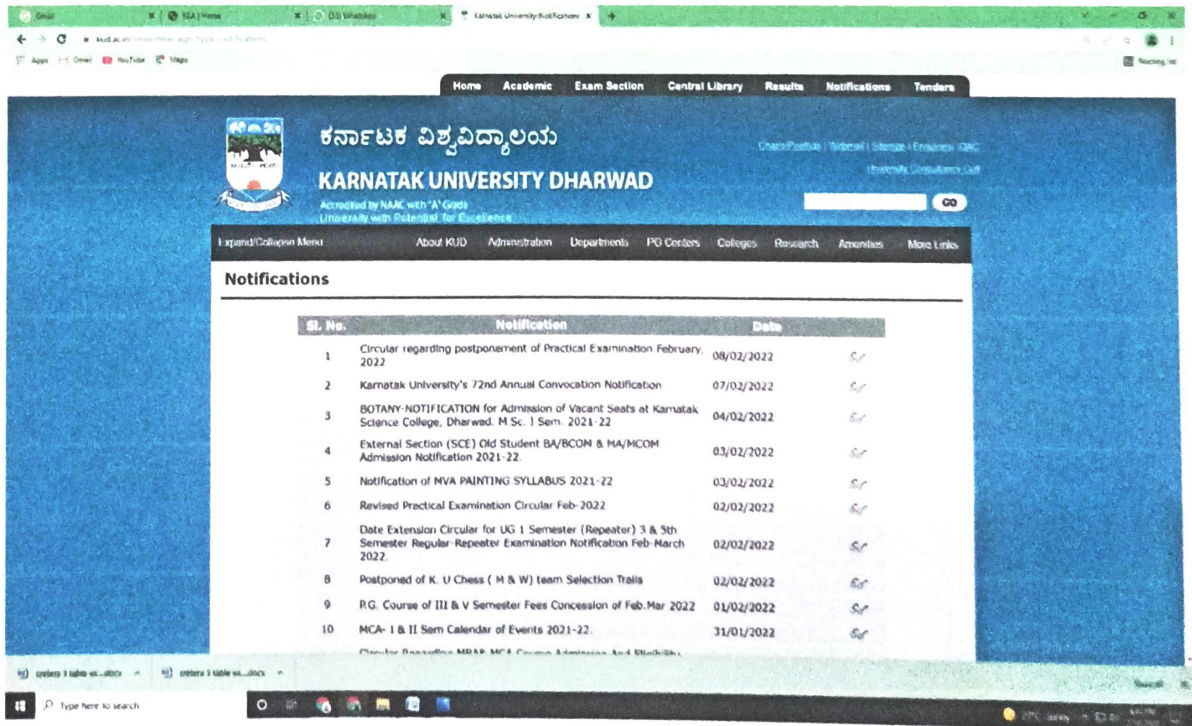 Gmail
KEA | Home
(33) WhatsApp
Karnatak University:Notifications
Apps Gmail YouTube Maps
Reading list
Home Academic Exam Section Central Library Results Notifications Tenders
ಕರ್ನಾಟಕ ವಿಶ್ವವಿದ್ಯಾಲಯ
KARNATAK UNIVERSITY DHARWAD
Accredited by NAAC with 'A' Grade
University with Potential for Excellence
GO
Expand/Collapse Menu About KUD Administration Departments PG Centers Colleges Research Amenities More Links
Notifications
Sl. No. Notification Date
1 Circular regarding postponement of Practical Examination February, 2022 08/02/2022
2 Karnatak University's 72nd Annual Convocation Notification 07/02/2022
3 BOTANY-NOTIFICATION for Admission of Vacant Seats at Karnatak Science College, Dharwad. M.Sc. I Sem. 2021-22 04/02/2022
4 External Section (SCE) Old Student BA/BCOM & MA/MCOM Admission Notification 2021-22. 03/02/2022
5 Notification of MVA PAINTING SYLLABUS 2021-22 03/02/2022
6 Revised Practical Examination Circular Feb-2022 02/02/2022
7 Date Extension Circular for UG 1 Semester (Repeater) 3 & 5th Semester Regular-Repeater Examination Notification Feb-March 2022. 02/02/2022
8 Postponed of K. U Chess ( M & W) team Selection Trails 02/02/2022
9 P.G. Course of III & V Semester Fees Concession of Feb.Mar 2022 01/02/2022
10 MCA- I & II Sem Calendar of Events 2021-22. 31/01/2022
Type here to search